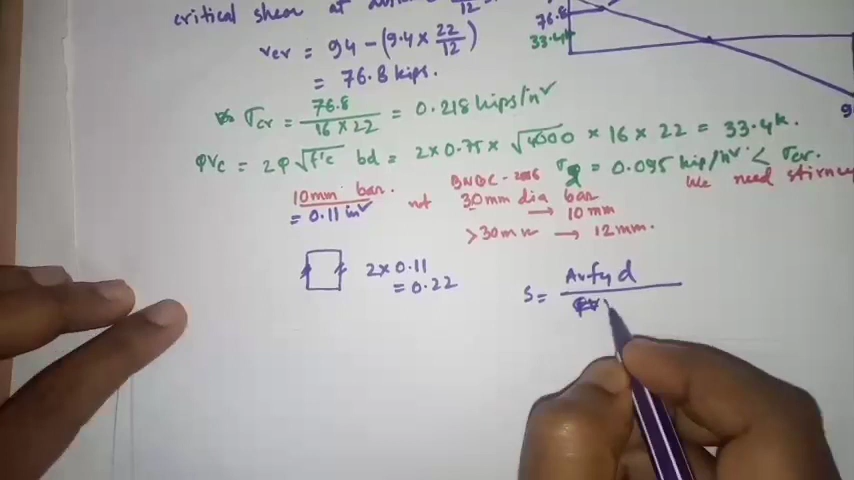 critical shear at
Vcr = 94 - (9.4 × 22/12)
= 76.8 kips.
76.8
33.4k
τcr = 76.8/16×22 = 0.218 kips/in²
φVc = 2φ√f'c bd = 2×0.75×√4000 × 16 × 22 = 33.4k.
10mm bar.
= 0.11 in²
BNBC - 2006
τ = 0.095 kip/in² < τcr.
We need stirrup
not 30mm dia bar
→ 10mm
>30mm → 12mm.
2×0.11
= 0.22
S = Avfy d